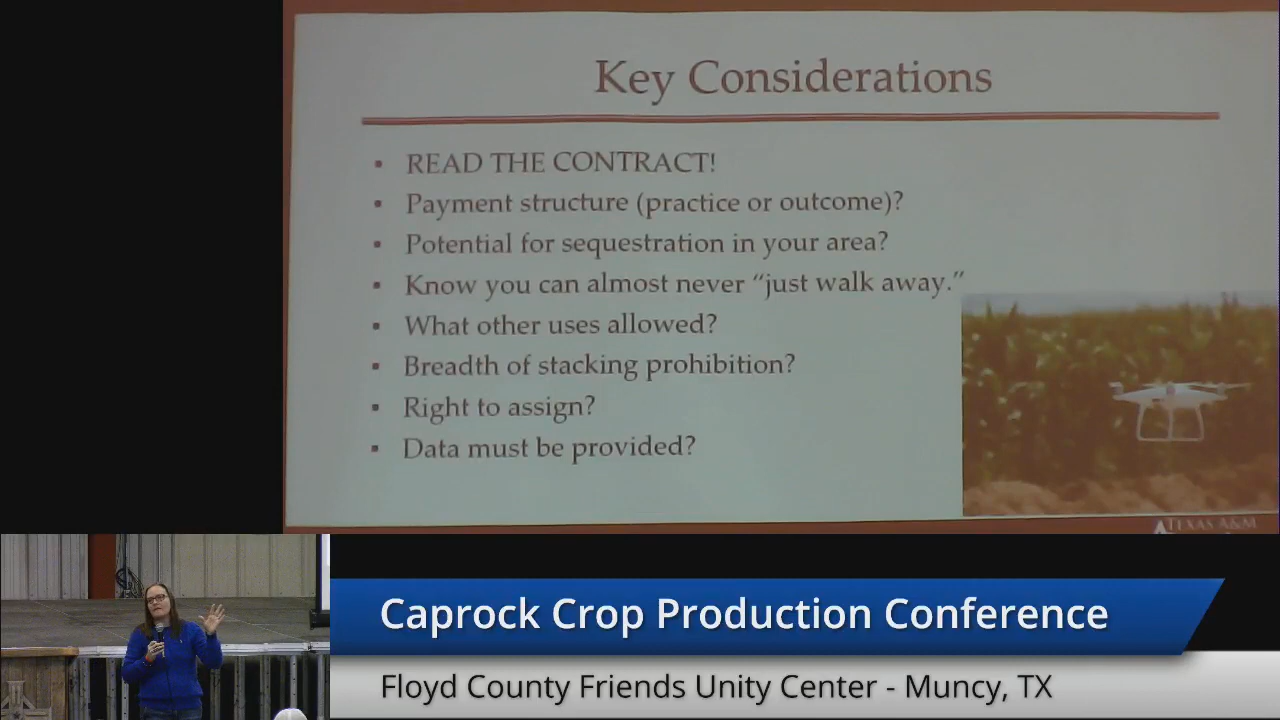 Key Considerations
▪ READ THE CONTRACT!
▪ Payment structure (practice or outcome)?
▪ Potential for sequestration in your area?
▪ Know you can almost never “just walk away.”
▪ What other uses allowed?
▪ Breadth of stacking prohibition?
▪ Right to assign?
▪ Data must be provided?
TEXAS A&M
Caprock Crop Production Conference
Floyd County Friends Unity Center - Muncy, TX